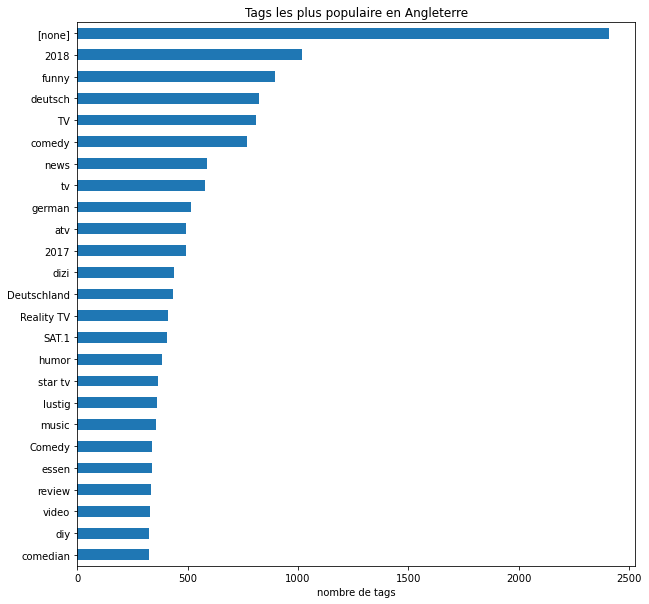 Tags les plus populaire en Angleterre
[none]
2018
funny
deutsch
TV
comedy
news
tv
german
atv
2017
dizi
Deutschland
Reality TV
SAT.1
humor
star tv
lustig
music
Comedy
essen
review
video
diy
comedian
0 500 1000 1500 2000 2500
nombre de tags